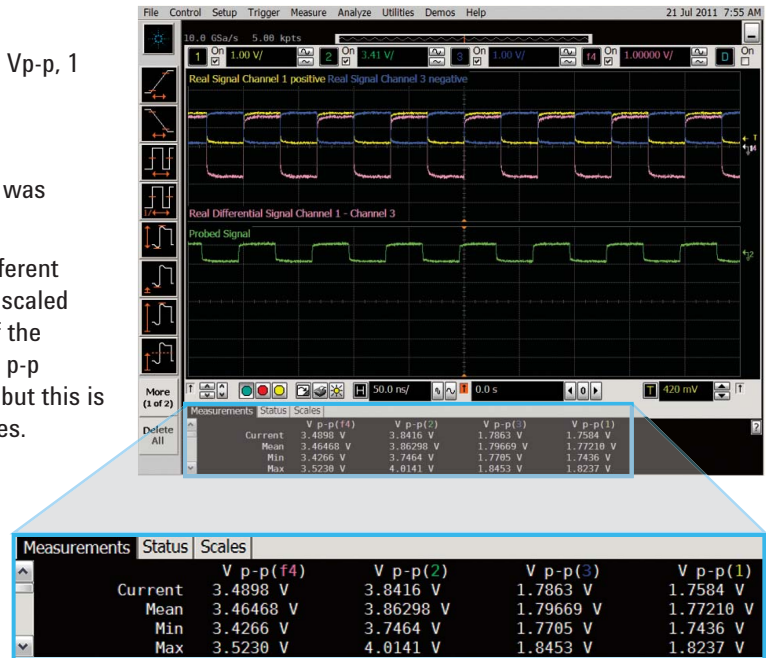 Vp-p, 1
was
fferent
scaled
f the
p-p
but this is
es.
File Control Setup Trigger Measure Analyze Utilities Demos Help 21 Jul 2011 7:55 AM
10.0 GSa/s 5.00 kpts
1 On 1.00 V/ 2 On 3.41 V/ 3 On 1.00 V/ f4 On 1.00000 V/ D On
Real Signal Channel 1 positive Real Signal Channel 3 negative
T
Real Differential Signal Channel 1 - Channel 3
Probed Signal
2
1/
More
(1 of 2)
Delete
All
H 50.0 ns/ T 0.0 s 0 T 420 mV
Measurements Status Scales
V p-p(f4) V p-p(2) V p-p(3) V p-p(1)
Current 3.4898 V 3.8416 V 1.7863 V 1.7584 V
Mean 3.46468 V 3.86298 V 1.79669 V 1.77210 V
Min 3.4266 V 3.7464 V 1.7705 V 1.7436 V
Max 3.5230 V 4.0141 V 1.8453 V 1.8237 V
?
Measurements Status Scales
V p-p(f4) V p-p(2) V p-p(3) V p-p(1)
Current 3.4898 V 3.8416 V 1.7863 V 1.7584 V
Mean 3.46468 V 3.86298 V 1.79669 V 1.77210 V
Min 3.4266 V 3.7464 V 1.7705 V 1.7436 V
Max 3.5230 V 4.0141 V 1.8453 V 1.8237 V